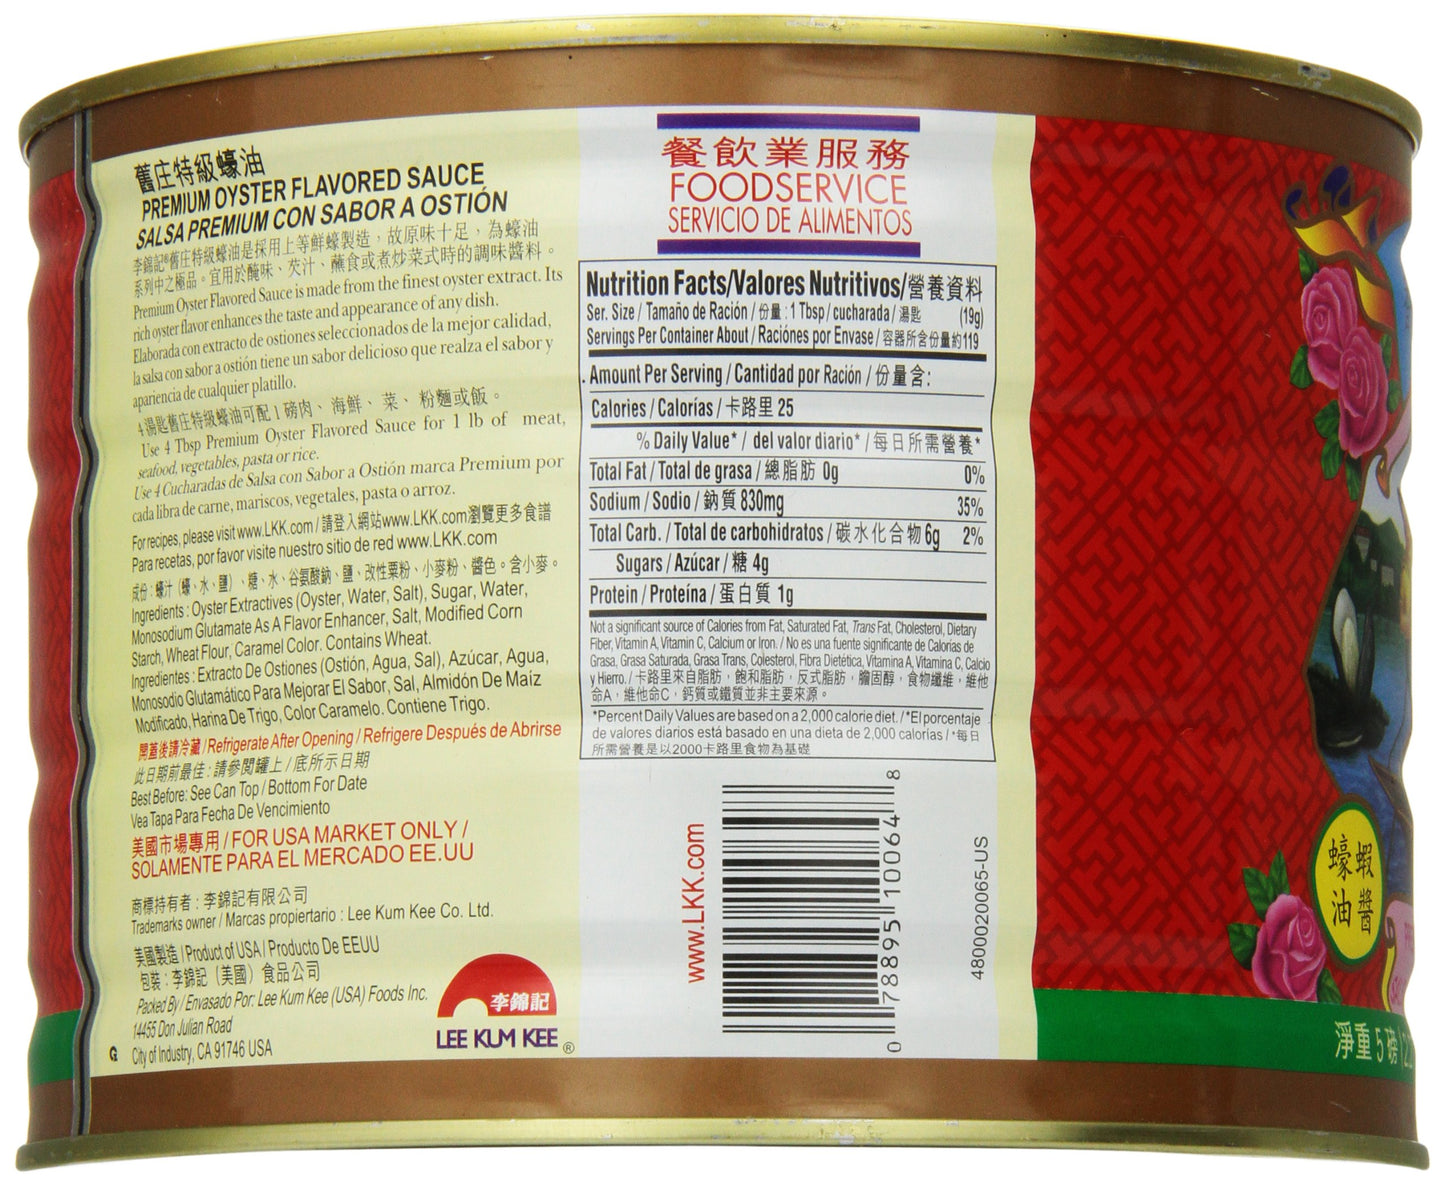 舊庄特級蠔油
PREMIUM OYSTER FLAVORED SAUCE
SALSA PREMIUM CON SABOR A OSTIÓN
李錦記®舊庄特級蠔油是採用上等鮮蠔製造，故原味十足，為蠔油
系列中之極品。宜用於醃味、芡汁、蘸食或煮炒菜式時的調味醬料。
Premium Oyster Flavored Sauce is made from the finest oyster extract. Its
rich oyster flavor enhances the taste and appearance of any dish.
Elaborada con extracto de ostiones seleccionados de la mejor calidad,
la salsa con sabor a ostión tiene un sabor delicioso que realza el sabor y
apariencia de cualquier platillo.
4湯匙舊庄特級蠔油可配1磅肉、海鮮、菜、粉麵或飯。
Use 4 Tbsp Premium Oyster Flavored Sauce for 1 lb of meat,
seafood, vegetables, pasta or rice.
Use 4 Cucharadas de Salsa con Sabor a Ostión marca Premium por
cada libra de carne, mariscos, vegetales, pasta o arroz.
For recipes, please visit www.LKK.com/請登入網站www.LKK.com瀏覽更多食譜
Para recetas, por favor visite nuestro sitio de red www.LKK.com
成份：蠔汁（蠔、水、鹽）、糖、水、谷氨酸鈉、鹽、改性粟粉、小麥粉、醬色。含小麥。
Ingredients : Oyster Extractives (Oyster, Water, Salt), Sugar, Water,
Monosodium Glutamate As A Flavor Enhancer, Salt, Modified Corn
Starch, Wheat Flour, Caramel Color. Contains Wheat.
Ingredientes : Extracto De Ostiones (Ostión, Agua, Sal), Azúcar, Agua,
Monosodio Glutamático Para Mejorar El Sabor, Sal, Almidón De Maíz
Modificado, Harina De Trigo, Color Caramelo. Contiene Trigo.
開蓋後請冷藏/Refrigerate After Opening / Refrigere Después de Abrirse
此日期前最佳：請參閱罐上/底所示日期
Best Before: See Can Top / Bottom For Date
Vea Tapa Para Fecha De Vencimiento
美國市場專用/FOR USA MARKET ONLY/
SOLAMENTE PARA EL MERCADO EE.UU
商標持有者：李錦記有限公司
Trademarks owner / Marcas propiertario : Lee Kum Kee Co. Ltd.
美國製造/Product of USA/Producto De EEUU
包裝：李錦記（美國）食品公司
Packed By / Envasado Por: Lee Kum Kee (USA) Foods Inc.
14455 Don Julian Road
City of Industry, CA 91746 USA
李錦記
LEE KUM KEE ®
餐飲業服務
FOODSERVICE
SERVICIO DE ALIMENTOS
Nutrition Facts/Valores Nutritivos/營養資料
Ser. Size / Tamaño de Ración / 份量 : 1 Tbsp / cucharada / 湯匙 (19g)
Servings Per Container About / Raciónes por Envase / 容器所含份量約119
Amount Per Serving / Cantidad por Ración / 份量含:
Calories / Calorías / 卡路里 25
% Daily Value* / del valor diario* / 每日所需營養*
Total Fat / Total de grasa / 總脂肪 0g 0%
Sodium / Sodio / 鈉質 830mg 35%
Total Carb. / Total de carbohidratos / 碳水化合物 6g 2%
Sugars / Azúcar / 糖 4g
Protein / Proteína / 蛋白質 1g
Not a significant source of Calories from Fat, Saturated Fat, Trans Fat, Cholesterol, Dietary
Fiber, Vitamin A, Vitamin C, Calcium or Iron. / No es una fuente significante de Calorías de
Grasa, Grasa Saturada, Grasa Trans, Colesterol, Fibra Dietética, Vitamina A, Vitamina C, Calcio
y Hierro. / 卡路里來自脂肪，飽和脂肪，反式脂肪，膽固醇，食物纖維，維他
命A，維他命C，鈣質或鐵質並非主要來源。
*Percent Daily Values are based on a 2,000 calorie diet. / *El porcentaje
de valores diarios está basado en una dieta de 2,000 calorías / *每日
所需營養是以2000卡路里食物為基礎
www.LKK.com
0 78895 10064 8
4800020065-US
蝦醬
蠔油
淨重5磅